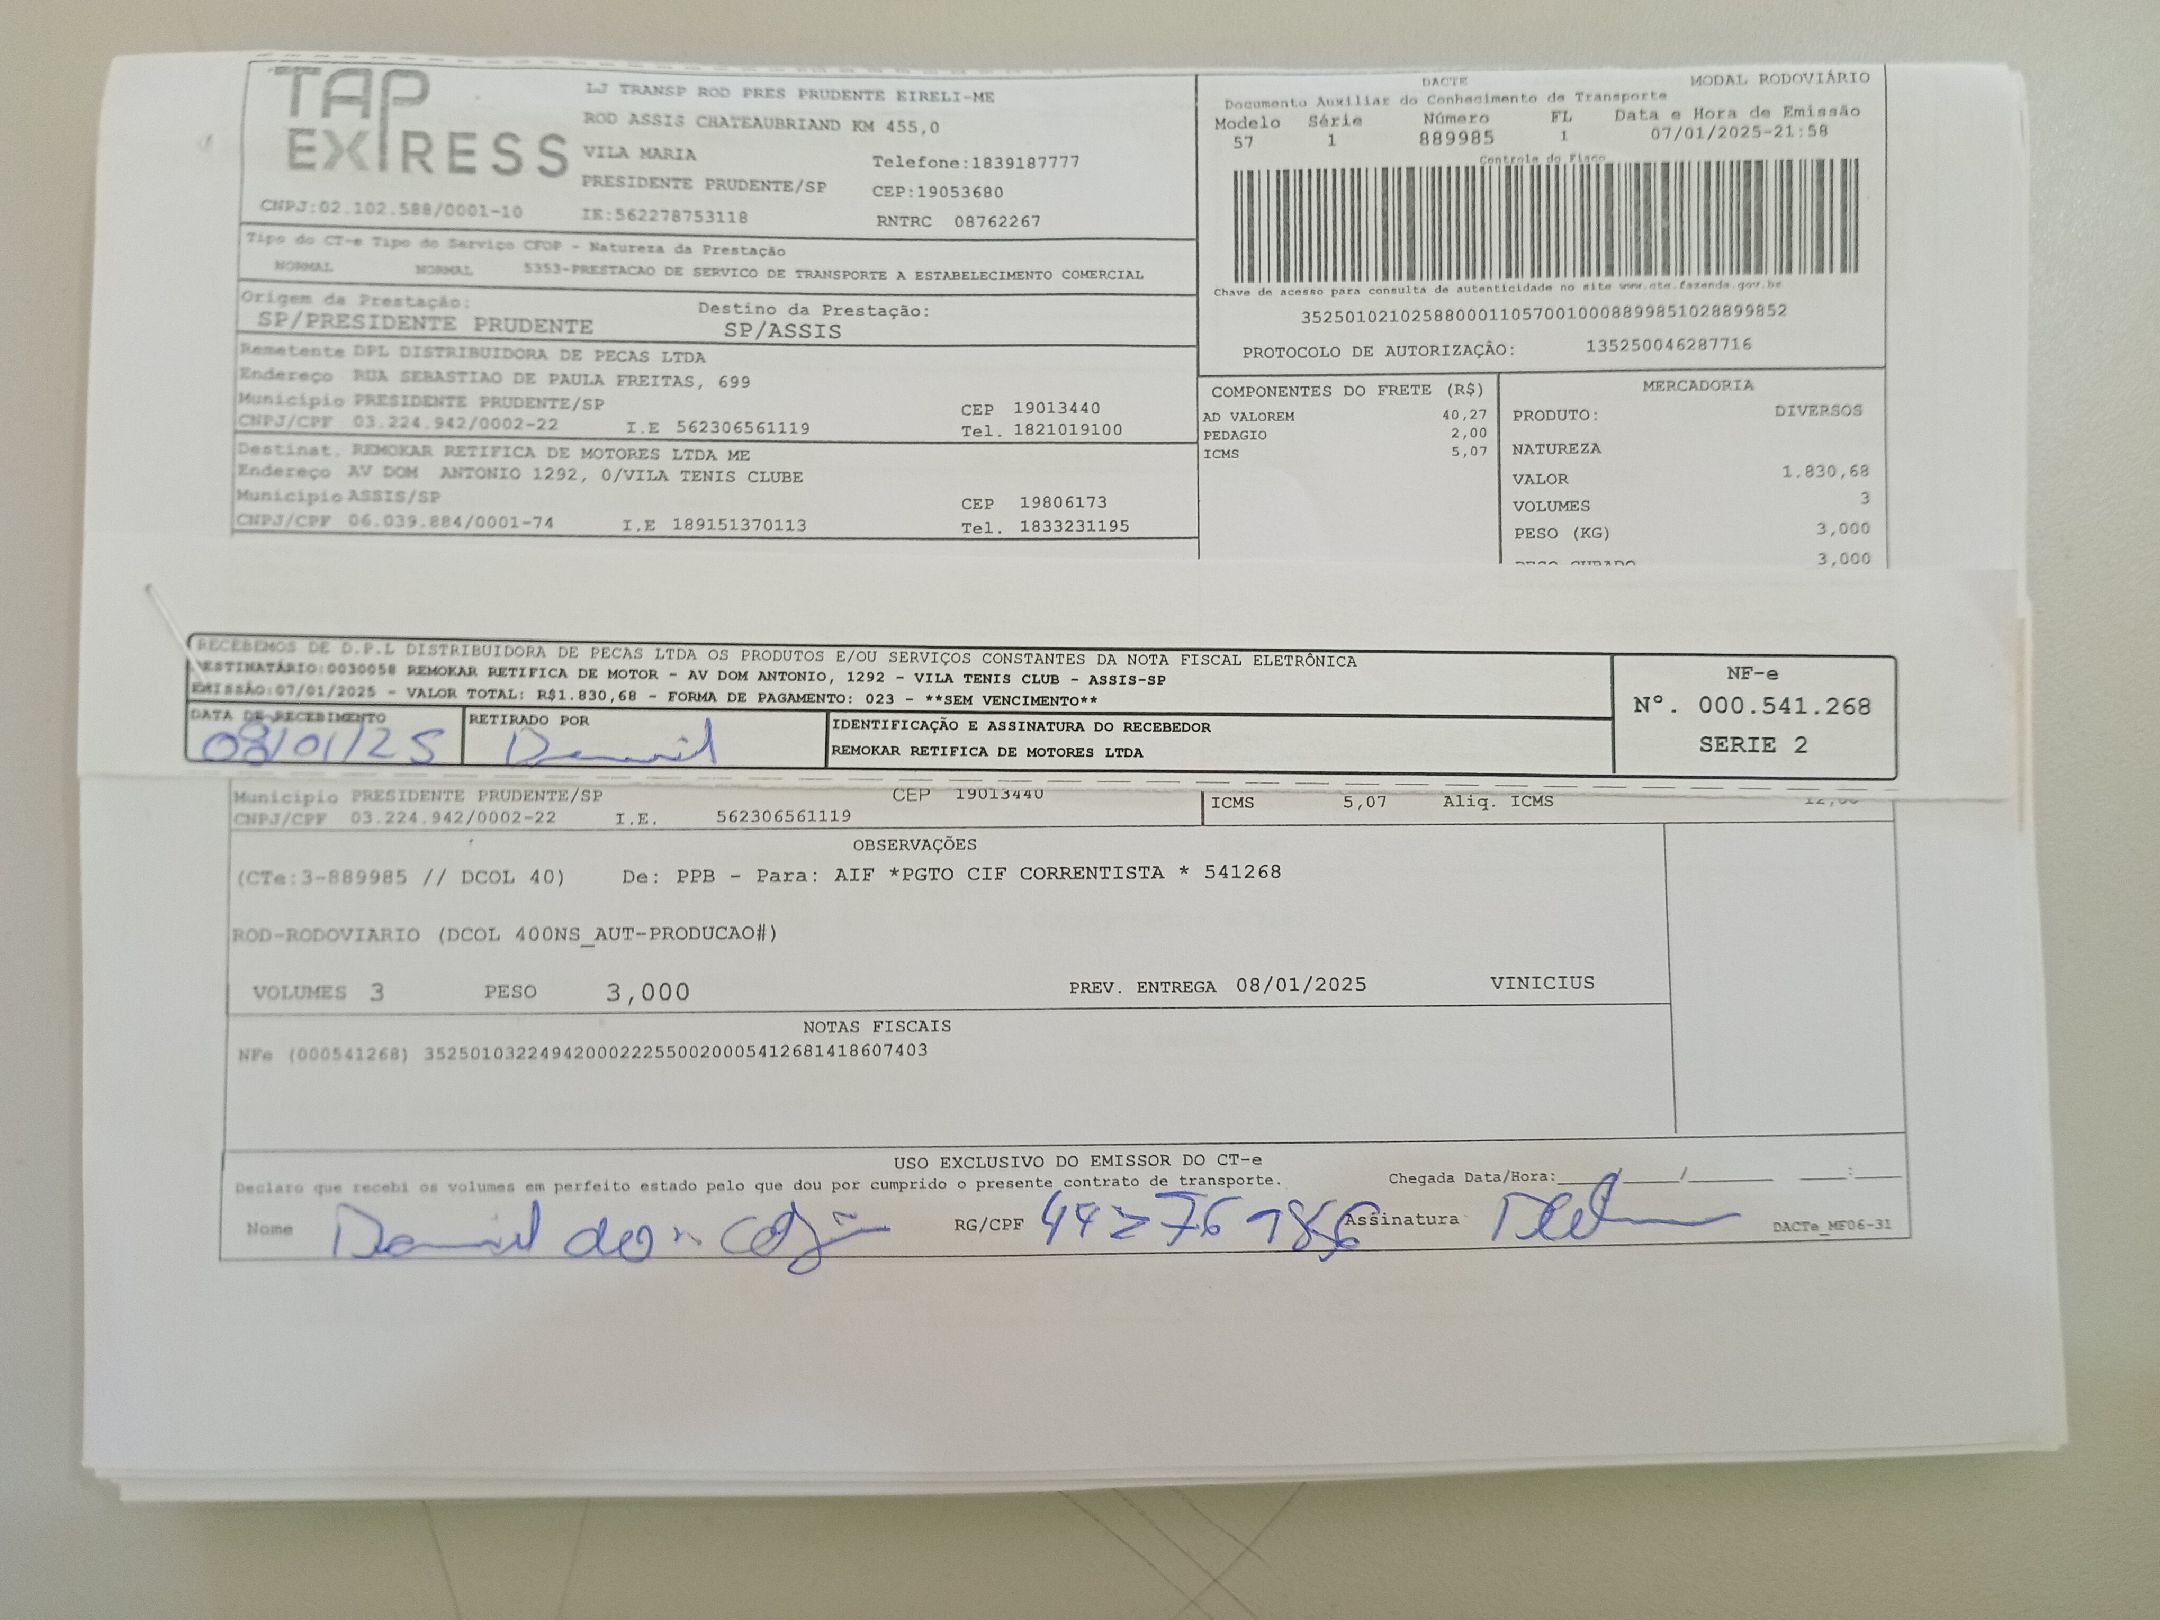 TAP EXPRESS
LJ TRANSP ROD PRES PRUDENTE EIRELI-ME
ROD ASSIS CHATEAUBRIAND KM 455,0
VILA MARIA
Telefone:1839187777
PRESIDENTE PRUDENTE/SP
CEP:19053680
CNPJ:02.102.588/0001-10
IE:562278753118
RNTRC 08762267
DACTE MODAL RODOVIÁRIO
Documento Auxiliar do Conhecimento de Transporte
Modelo Série Número FL Data e Hora de Emissão
57 1 889985 1 07/01/2025-21:58
Controle do Fisco
Chave de acesso para consulta de autenticidade no site www.cte.fazenda.gov.br
35250102102588000110570010008899851028899852
PROTOCOLO DE AUTORIZAÇÃO: 135250046287716
Tipo do CT-e Tipo do Serviço CFOP - Natureza da Prestação
NORMAL NORMAL 5353-PRESTACAO DE SERVICO DE TRANSPORTE A ESTABELECIMENTO COMERCIAL
Origem da Prestação: Destino da Prestação:
SP/PRESIDENTE PRUDENTE SP/ASSIS
Remetente DPL DISTRIBUIDORA DE PECAS LTDA
Endereço RUA SEBASTIAO DE PAULA FREITAS, 699
Municipio PRESIDENTE PRUDENTE/SP CEP 19013440
CNPJ/CPF 03.224.942/0002-22 I.E 562306561119 Tel. 1821019100
Destinat. REMOKAR RETIFICA DE MOTORES LTDA ME
Endereço AV DOM ANTONIO 1292, 0/VILA TENIS CLUBE
Municipio ASSIS/SP CEP 19806173
CNPJ/CPF 06.039.884/0001-74 I.E 189151370113 Tel. 1833231195
COMPONENTES DO FRETE (R$)
AD VALOREM 40,27
PEDAGIO 2,00
ICMS 5,07
MERCADORIA
PRODUTO: DIVERSOS
NATUREZA
VALOR 1.830,68
VOLUMES 3
PESO (KG) 3,000
PESO CUBADO 3,000
RECEBEMOS DE D.P.L DISTRIBUIDORA DE PECAS LTDA OS PRODUTOS E/OU SERVIÇOS CONSTANTES DA NOTA FISCAL ELETRÔNICA
DESTINATÁRIO:0030058 REMOKAR RETIFICA DE MOTOR - AV DOM ANTONIO, 1292 - VILA TENIS CLUB - ASSIS-SP
EMISSÃO:07/01/2025 - VALOR TOTAL: R$1.830,68 - FORMA DE PAGAMENTO: 023 - **SEM VENCIMENTO**
DATA DE RECEBIMENTO
08/01/25
RETIRADO POR
Daniel
IDENTIFICAÇÃO E ASSINATURA DO RECEBEDOR
REMOKAR RETIFICA DE MOTORES LTDA
NF-e
Nº. 000.541.268
SERIE 2
Municipio PRESIDENTE PRUDENTE/SP CEP 19013440
CNPJ/CPF 03.224.942/0002-22 I.E. 562306561119
ICMS 5,07 Aliq. ICMS 12,00
OBSERVAÇÕES
(CTe:3-889985 // DCOL 40) De: PPB - Para: AIF *PGTO CIF CORRENTISTA * 541268
ROD-RODOVIARIO (DCOL 400NS_AUT-PRODUCAO#)
VOLUMES 3 PESO 3,000 PREV. ENTREGA 08/01/2025 VINICIUS
NOTAS FISCAIS
NFe (000541268) 35250103224942000222550020005412681418607403
USO EXCLUSIVO DO EMISSOR DO CT-e
Declaro que recebi os volumes em perfeito estado pelo que dou por cumprido o presente contrato de transporte. Chegada Data/Hora:____/____/____ ___:___
Nome Daniel RG/CPF Assinatura DACTe_MF06-31